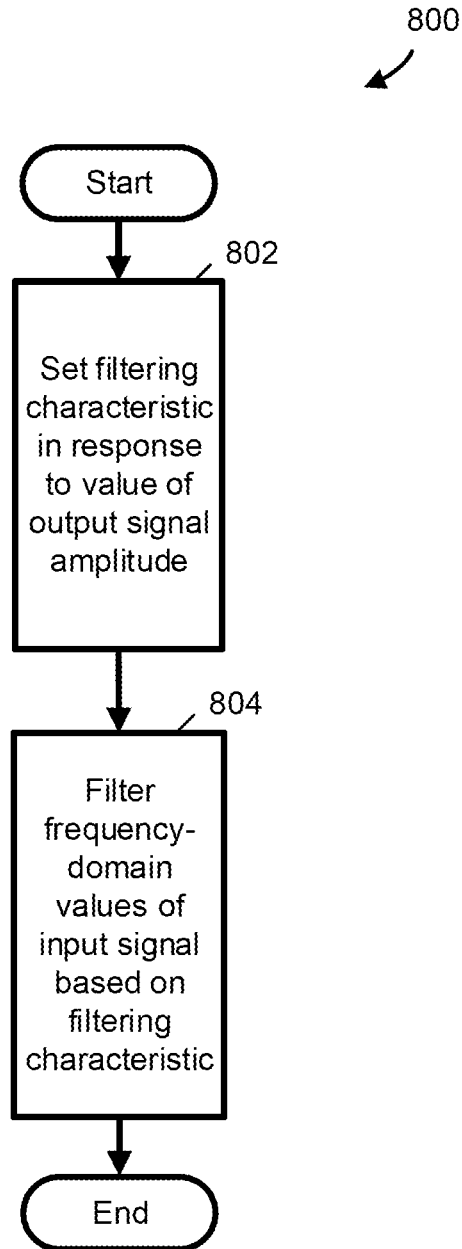 800
Start
802
Set filtering
characteristic
in response
to value of
output signal
amplitude
804
Filter
frequency-
domain
values of
input signal
based on
filtering
characteristic
End